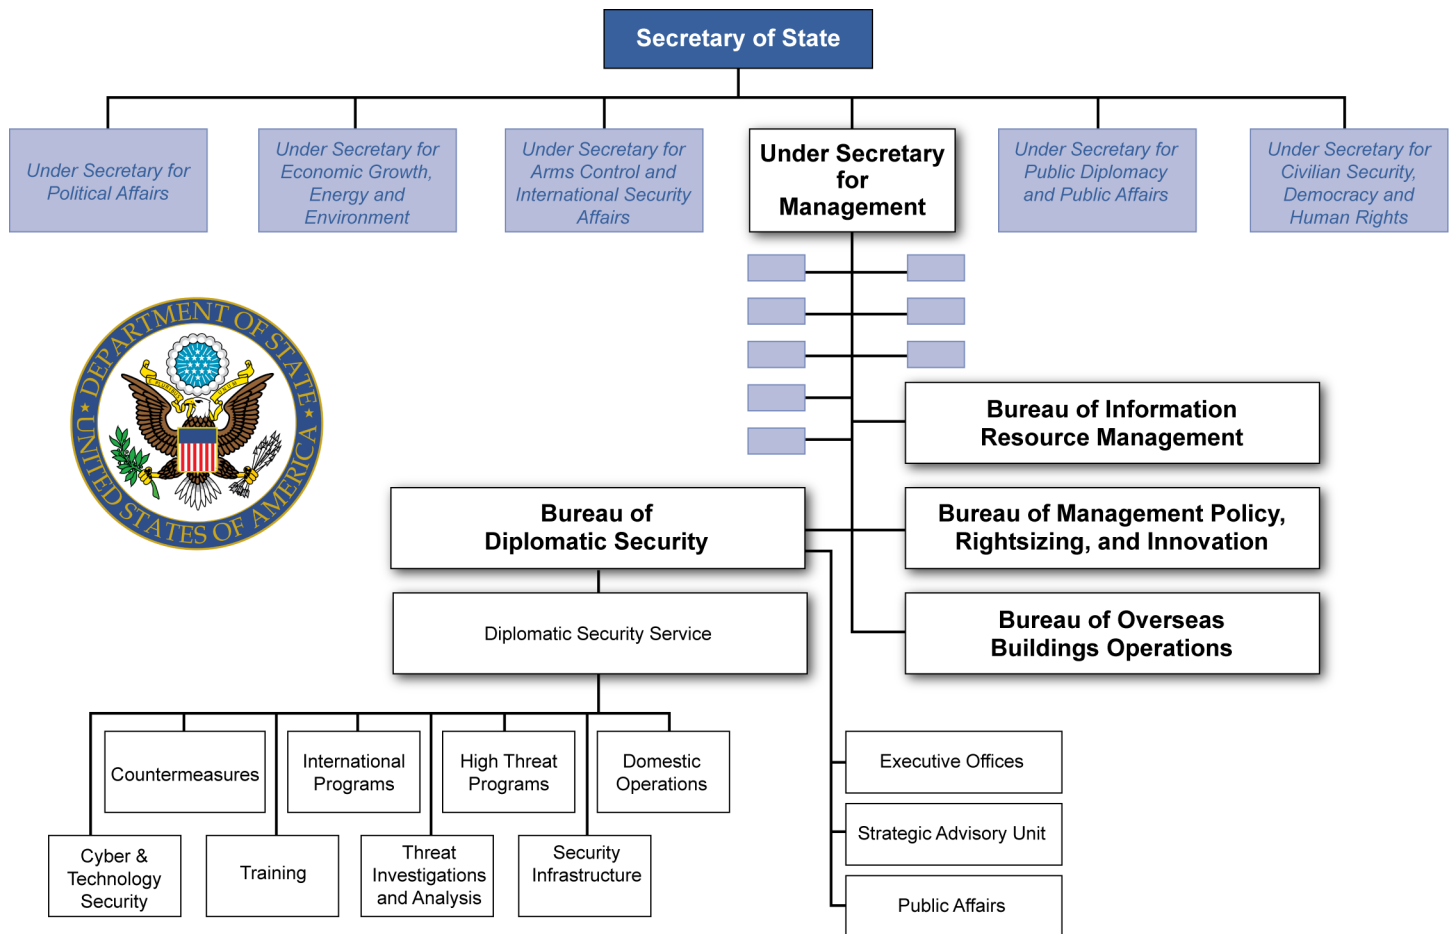 Secretary of State
Under Secretary for
Political Affairs
Under Secretary for
Economic Growth,
Energy and
Environment
Under Secretary for
Arms Control and
International Security
Affairs
Under Secretary
for
Management
Under Secretary for
Public Diplomacy
and Public Affairs
Under Secretary for
Civilian Security,
Democracy and
Human Rights
DEPARTMENT OF STATE
UNITED STATES OF AMERICA
Bureau of Information
Resource Management
Bureau of
Diplomatic Security
Bureau of Management Policy,
Rightsizing, and Innovation
Diplomatic Security Service
Bureau of Overseas
Buildings Operations
Countermeasures
International
Programs
High Threat
Programs
Domestic
Operations
Executive Offices
Cyber &
Technology
Security
Training
Threat
Investigations
and Analysis
Security
Infrastructure
Strategic Advisory Unit
Public Affairs